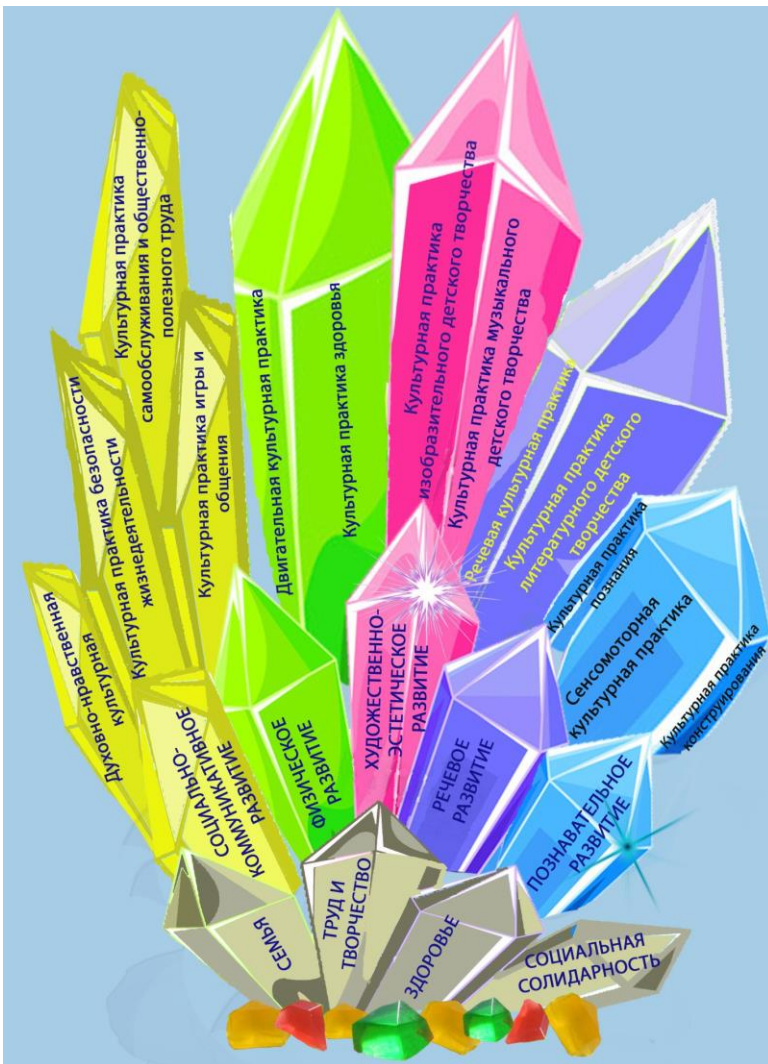 Культурная практика
самообслуживания и общественно-
полезного труда
Культурная практика безопасности
жизнедеятельности
Культурная практика игры и
общения
Духовно-нравственная
культурная
Двигательная культурная практика
Культурная практика здоровья
Культурная практика
изобразительного детского творчества
Культурная практика музыкального
детского творчества
Речевая культурная практика
Культурная практика
литературного детского
творчества
Культурная практика
познания
Сенсомоторная
культурная практика
Культурная практика
конструирования
СОЦИАЛЬНО-
КОММУНИКАТИВНОЕ
РАЗВИТИЕ
ФИЗИЧЕСКОЕ
РАЗВИТИЕ
ХУДОЖЕСТВЕННО-
ЭСТЕТИЧЕСКОЕ
РАЗВИТИЕ
РЕЧЕВОЕ
РАЗВИТИЕ
ПОЗНАВАТЕЛЬНОЕ
РАЗВИТИЕ
СЕМЬЯ
ТРУД И
ТВОРЧЕСТВО
ЗДОРОВЬЕ
СОЦИАЛЬНАЯ
СОЛИДАРНОСТЬ